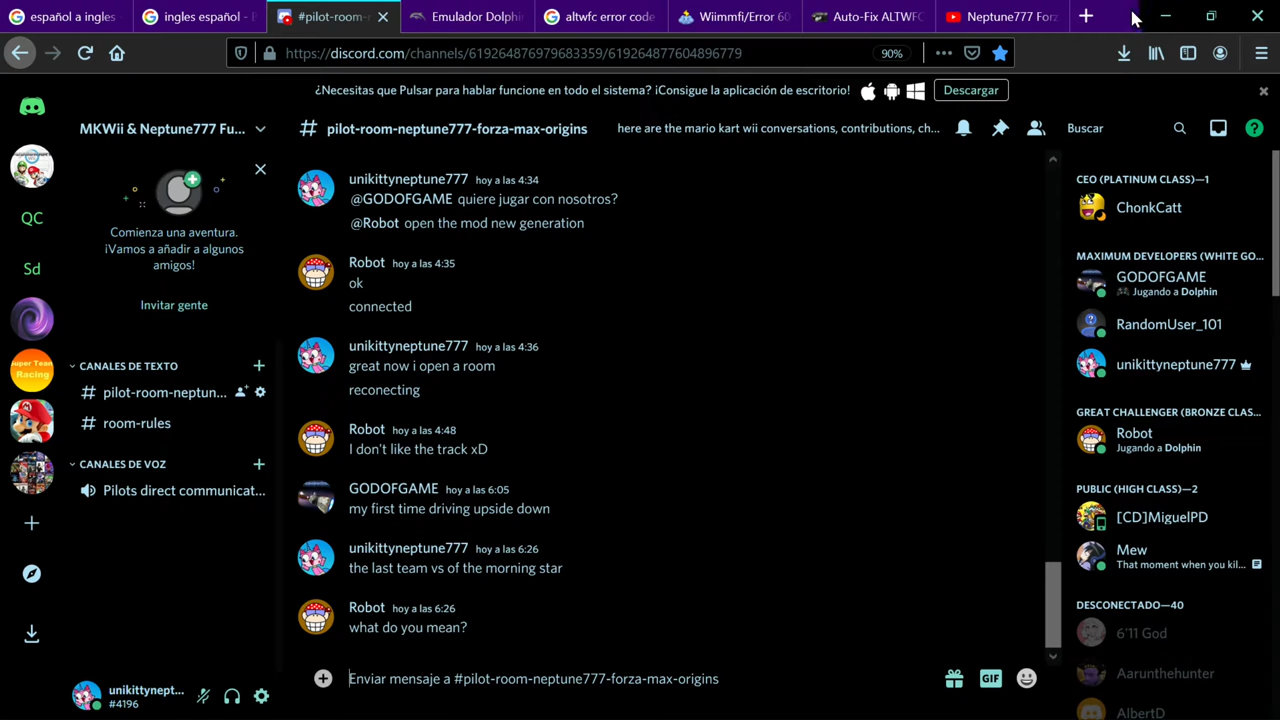 español a ingles
ingles español - B
#pilot-room-
Emulador Dolphi
altwfc error code
Wiimmfi/Error 60
Auto-Fix ALTWFC
Neptune777 Forz
https://discord.com/channels/619264876979683359/619264877646996779
90%
¿Necesitas que Pulsar para hablar funcione en todo el sistema? ¡Consigue la aplicación de escritorio!
Descargar
MKWii & Neptune777 Fu...
# pilot-room-neptune777-forza-max-origins
here are the mario kart wii conversations, contributions, ch...
Buscar
QC
Sd
Super Team
Racing
Comienza una aventura.
¡Vamos a añadir a algunos
amigos!
Invitar gente
CANALES DE TEXTO
# pilot-room-neptun...
# room-rules
CANALES DE VOZ
Pilots direct communicat...
unikittynept...
#4196
unikittyneptune777 hoy a las 4:34
@GODOFGAME quiere jugar con nosotros?
@Robot open the mod new generation
Robot hoy a las 4:35
ok
connected
unikittyneptune777 hoy a las 4:36
great now i open a room
reconecting
Robot hoy a las 4:48
I don't like the track xD
GODOFGAME hoy a las 6:05
my first time driving upside down
unikittyneptune777 hoy a las 6:26
the last team vs of the morning star
Robot hoy a las 6:26
what do you mean?
Enviar mensaje a #pilot-room-neptune777-forza-max-origins
GIF
CEO (PLATINUM CLASS)—1
ChonkCatt
MAXIMUM DEVELOPERS (WHITE GO...
GODOFGAME
Jugando a Dolphin
RandomUser_101
unikittyneptune777
GREAT CHALLENGER (BRONZE CLAS...
Robot
Jugando a Dolphin
PUBLIC (HIGH CLASS)—2
[CD]MiguelPD
Mew
That moment when you kil...
DESCONECTADO—40
6'11 God
Aarunthehunter
AlbertD